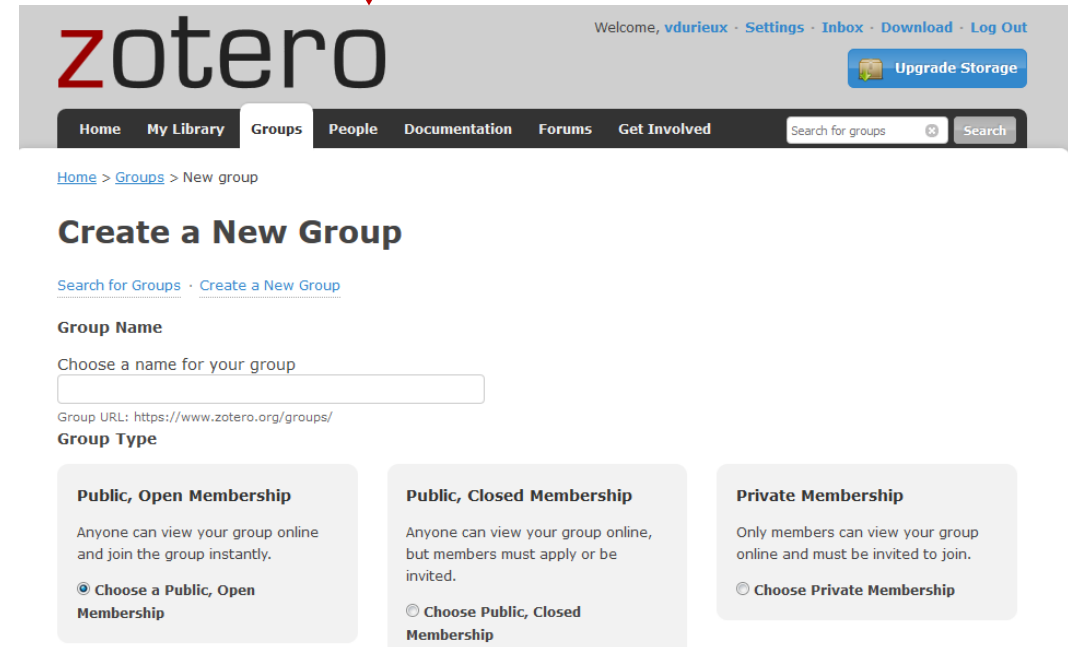 zotero
Welcome, vdurieux · Settings · Inbox · Download · Log Out
Upgrade Storage
Home My Library Groups People Documentation Forums Get Involved Search for groups Search
Home > Groups > New group
Create a New Group
Search for Groups · Create a New Group
Group Name
Choose a name for your group
Group URL: https://www.zotero.org/groups/
Group Type
Public, Open Membership
Anyone can view your group online
and join the group instantly.
Choose a Public, Open
Membership
Public, Closed Membership
Anyone can view your group online,
but members must apply or be
invited.
Choose Public, Closed
Membership
Private Membership
Only members can view your group
online and must be invited to join.
Choose Private Membership